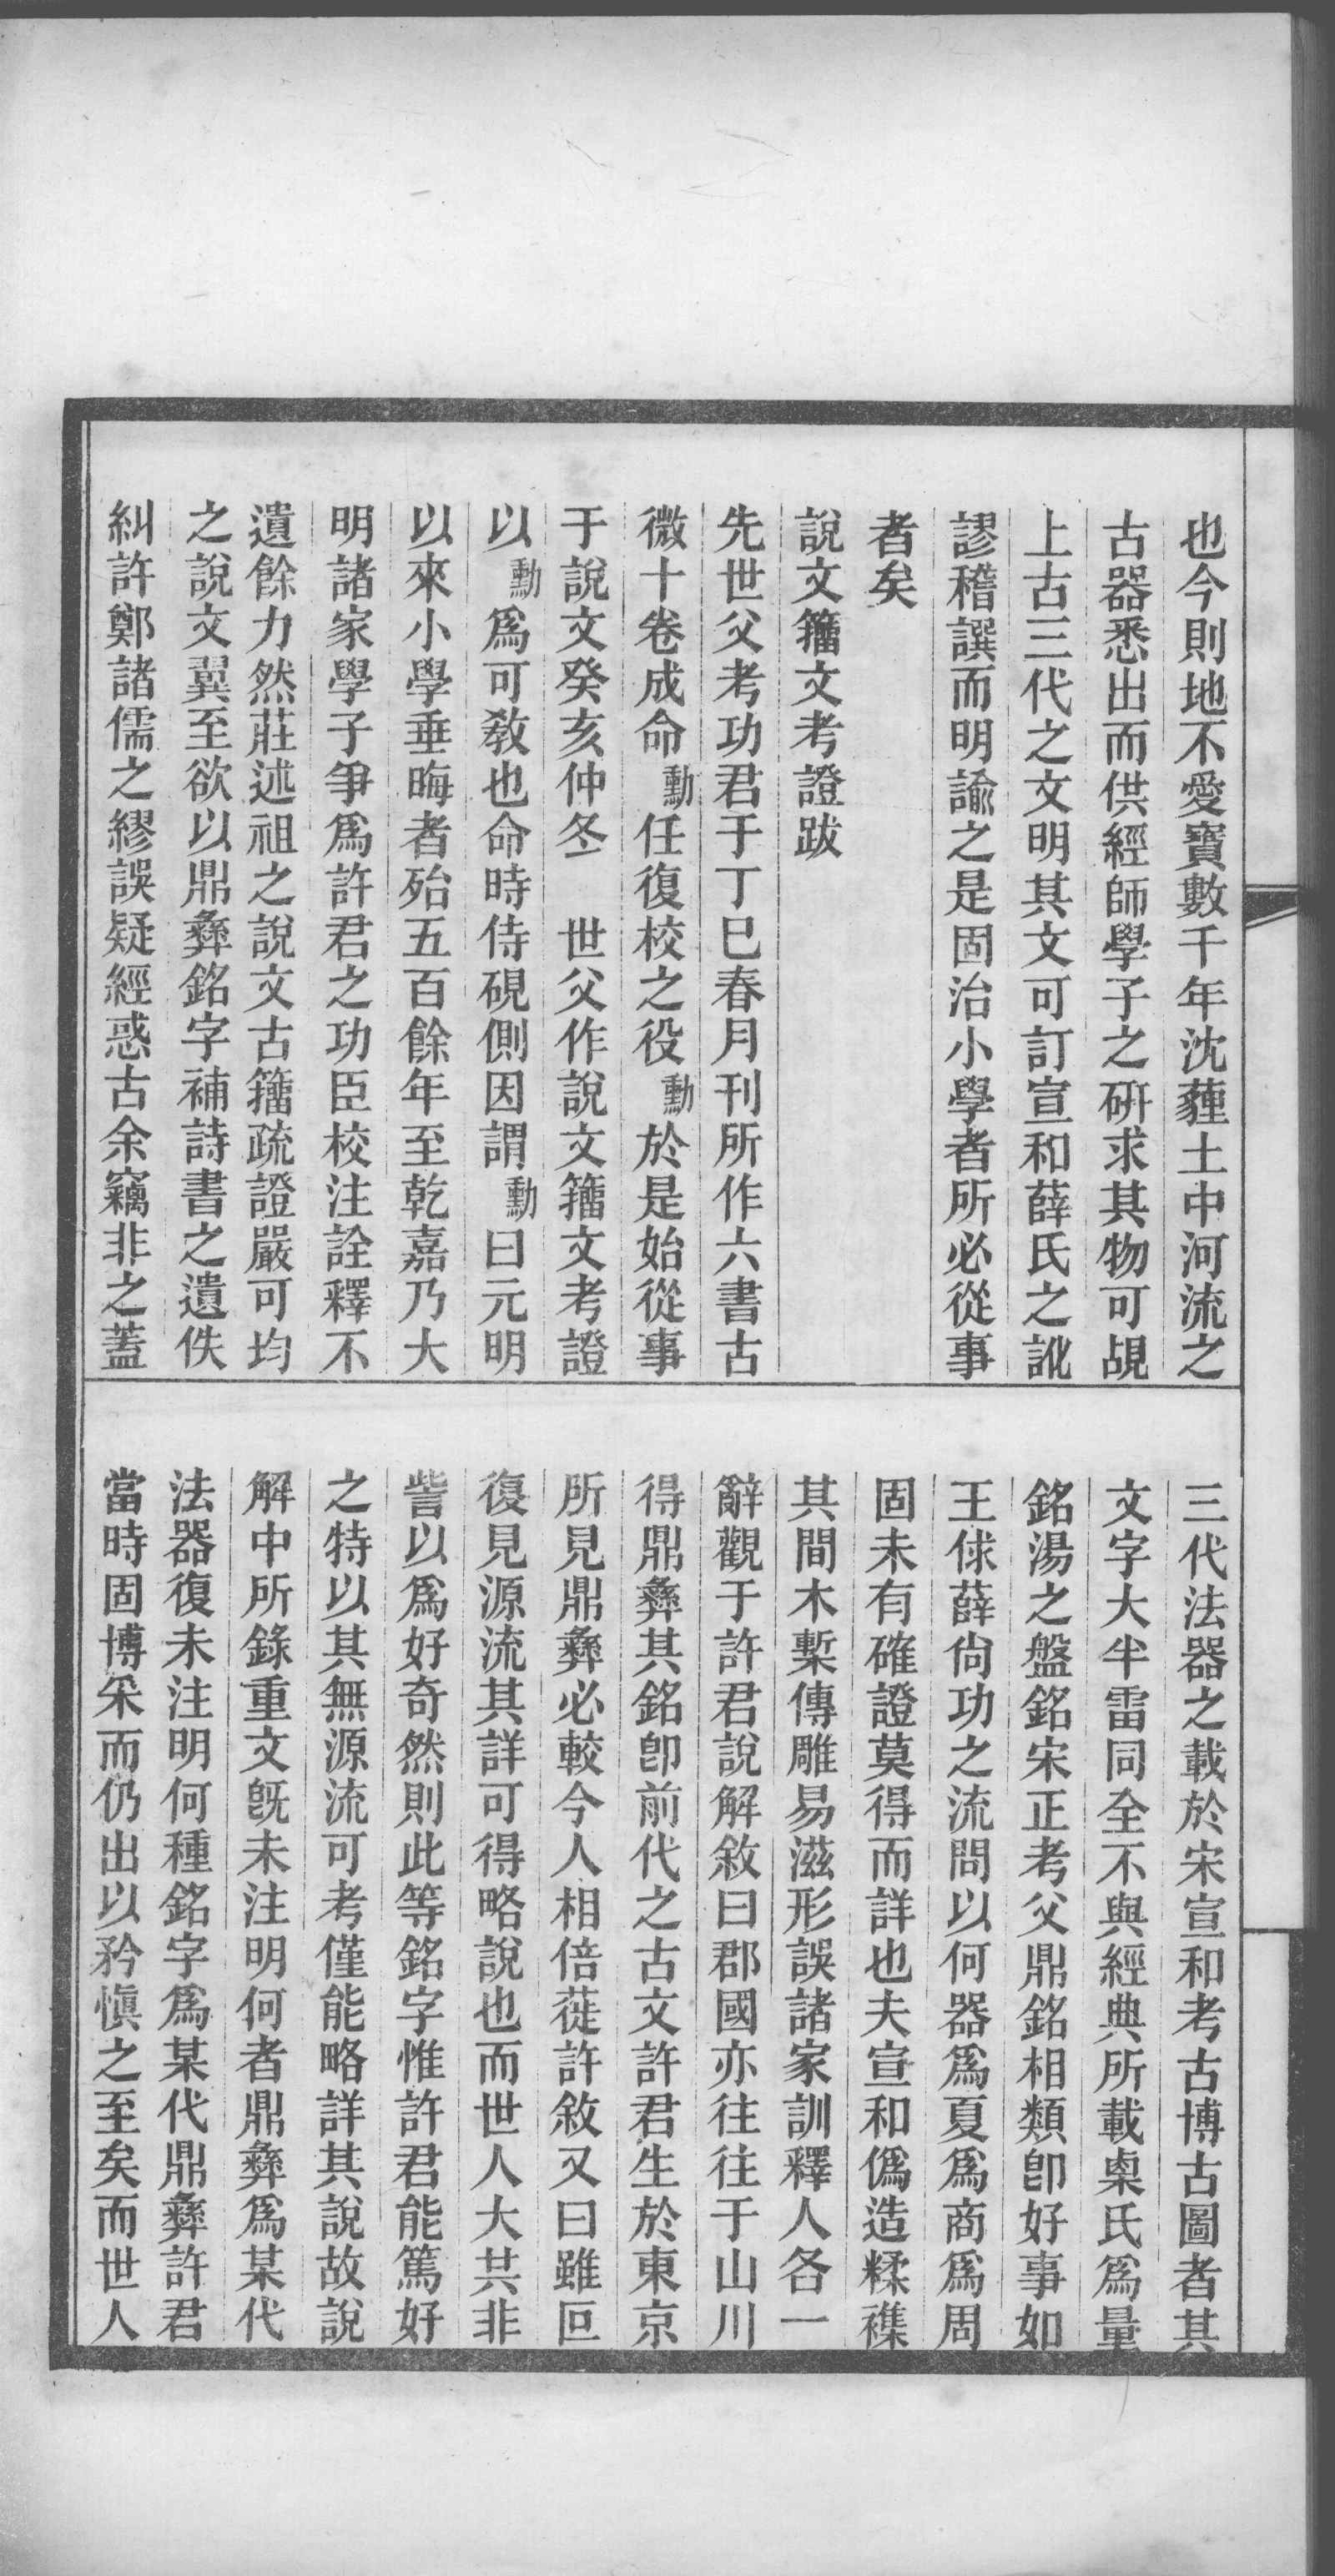 也今則地不愛寶數千年沈薶土中河流之
古器悉出而供經師學子之硏求其物可覘
上古三代之文明其文可訂宣和薛氏之訛
謬稽譔而明諭之是固治小學者所必從事
者矣
說文籒文考證跋
先世父考功君于丁巳春月刊所作六書古
微十卷成命勳任復校之役勳於是始從事
于說文癸亥仲冬　世父作說文籒文考證
以勳爲可敎也命時侍硯側因謂勳曰元明
以來小學垂晦者殆五百餘年至乾嘉乃大
明諸家學子爭爲許君之功臣校注詮釋不
遺餘力然莊述祖之說文古籒疏證嚴可均
之說文翼至欲以鼎彝銘字補詩書之遺佚
糾許鄭諸儒之繆誤疑經惑古余竊非之蓋
三代法器之載於宋宣和考古博古圖者其
文字大半雷同全不與經典所載㮚氏爲量
銘湯之盤銘宋正考父鼎銘相類卽好事如
王俅薛尙功之流問以何器爲夏爲商爲周
固未有確證莫得而詳也夫宣和僞造糅襍
其間木槧傳雕易滋形誤諸家訓釋人各一
辭觀于許君說解敘曰郡國亦往往于山川
得鼎彝其銘卽前代之古文許君生於東京
所見鼎彝必較今人相倍蓰許敘又曰雖叵
復見源流其詳可得略說也而世人大共非
訾以爲好奇然則此等銘字惟許君能篤好
之特以其無源流可考僅能略詳其說故說
解中所錄重文旣未注明何者鼎彝爲某代
法器復未注明何種銘字爲某代鼎彝許君
當時固博采而仍出以矜愼之至矣而世人